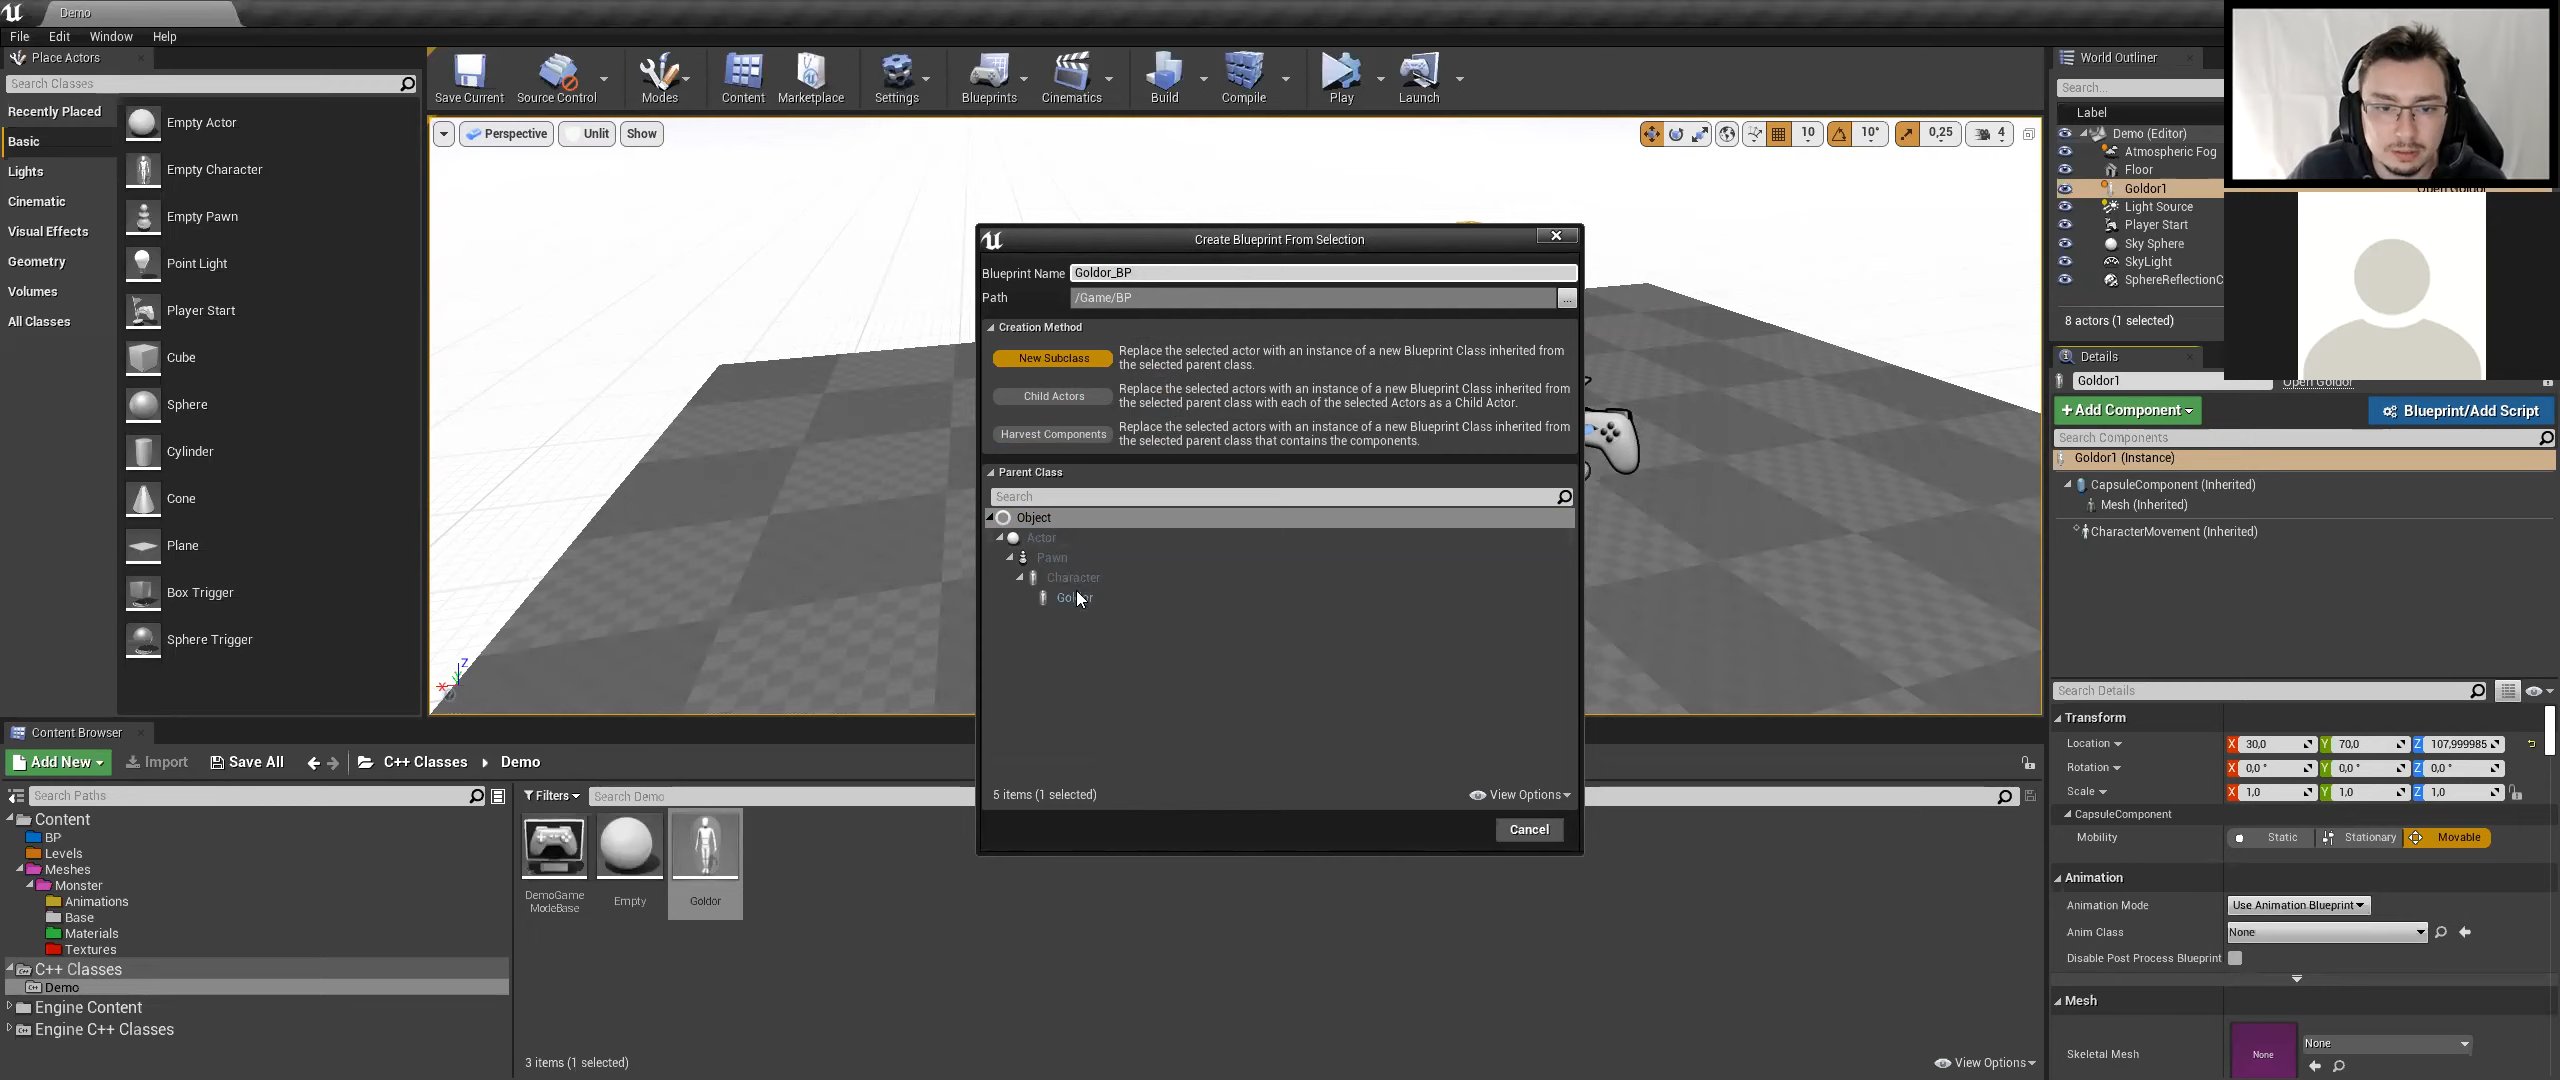 Demo
File Edit Window Help
Place Actors
Search Classes
Recently Placed
Basic
Lights
Cinematic
Visual Effects
Geometry
Volumes
All Classes
Empty Actor
Empty Character
Empty Pawn
Point Light
Player Start
Cube
Sphere
Cylinder
Cone
Plane
Box Trigger
Sphere Trigger
Save Current
Source Control
Modes
Content
Marketplace
Settings
Blueprints
Cinematics
Build
Compile
Play
Launch
Perspective
Unlit
Show
10
10°
0,25
4
Z
X
Create Blueprint From Selection
Blueprint Name Goldor_BP
Path /Game/BP
...
Creation Method
New Subclass
Replace the selected actor with an instance of a new Blueprint Class inherited from
the selected parent class.
Child Actors
Replace the selected actors with an instance of a new Blueprint Class inherited from
the selected parent class with each of the selected Actors as a Child Actor.
Harvest Components
Replace the selected actors with an instance of a new Blueprint Class inherited from
the selected parent class that contains the components.
Parent Class
Search
Object
Actor
Pawn
Character
Goldor
5 items (1 selected)
View Options
Cancel
World Outliner
Search...
Label
Demo (Editor)
Atmospheric Fog
Floor
Goldor1
Open Goldor
Light Source
Player Start
Sky Sphere
SkyLight
SphereReflectionC
8 actors (1 selected)
Details
Goldor1
Open Goldor
+Add Component
Blueprint/Add Script
Search Components
Goldor1 (Instance)
CapsuleComponent (Inherited)
Mesh (Inherited)
CharacterMovement (Inherited)
Search Details
Transform
Location X 30,0 Y 70,0 Z 107,999985
Rotation X 0,0 ° Y 0,0 ° Z 0,0 °
Scale X 1,0 Y 1,0 Z 1,0
CapsuleComponent
Mobility Static Stationary Movable
Animation
Animation Mode Use Animation Blueprint
Anim Class None
Disable Post Process Blueprint
Mesh
Skeletal Mesh None None
Content Browser
Add New
Import
Save All
C++ Classes
Demo
Search Paths
Content
BP
Levels
Meshes
Monster
Animations
Base
Materials
Textures
C++ Classes
Demo
Engine Content
Engine C++ Classes
Filters
Search Demo
DemoGame
ModeBase
Empty
Goldor
3 items (1 selected)
View Options